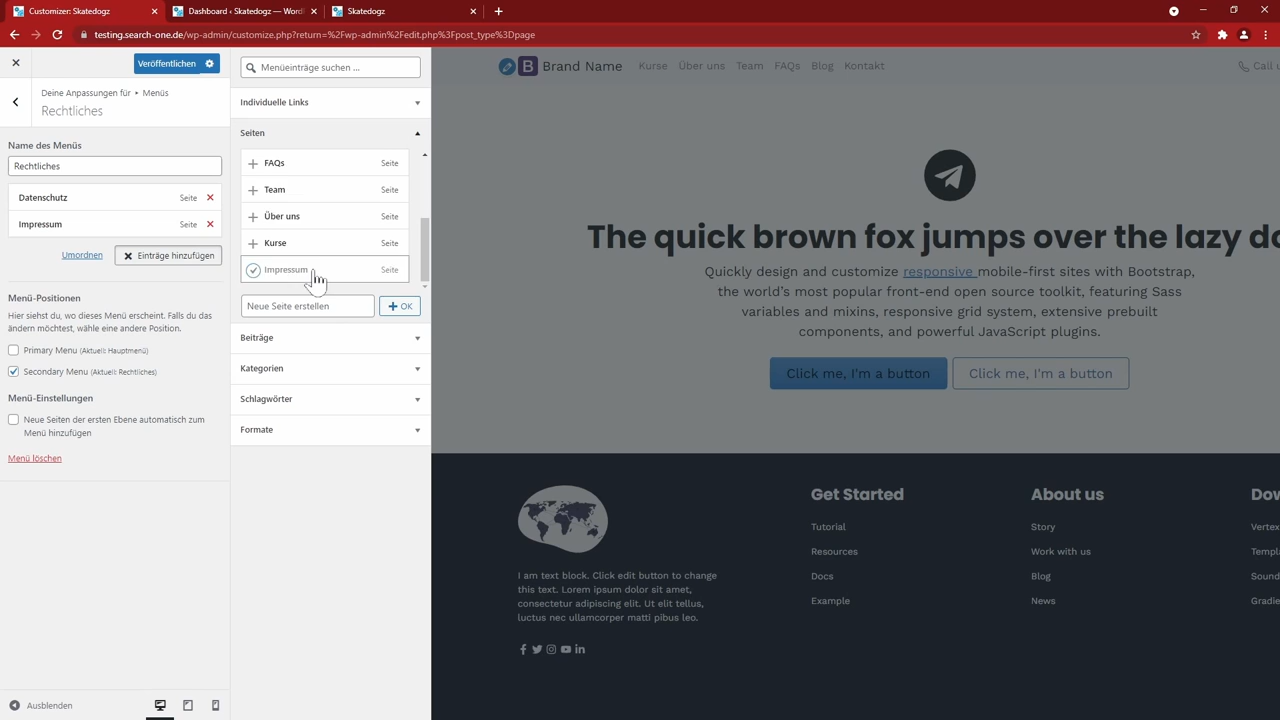 Customizer: Skatedogz
Dashboard ‹ Skatedogz — WordP
Skatedogz
testing.search-one.de/wp-admin/customize.php?return=%2Fwp-admin%2Fedit.php%3Fpost_type%3Dpage
Veröffentlichen
Deine Anpassungen für ▸ Menüs
Rechtliches
Name des Menüs
Rechtliches
Datenschutz Seite
Impressum Seite
Umordnen Einträge hinzufügen
Menü-Positionen
Hier siehst du, wo dieses Menü erscheint. Falls du das
ändern möchtest, wähle eine andere Position.
Primary Menu (Aktuell: Hauptmenü)
Secondary Menu (Aktuell: Rechtliches)
Menü-Einstellungen
Neue Seiten der ersten Ebene automatisch zum
Menü hinzufügen
Menü löschen
Ausblenden
Menüeinträge suchen ...
Individuelle Links
Seiten
FAQs Seite
Team Seite
Über uns Seite
Kurse Seite
Impressum Seite
Neue Seite erstellen + OK
Beiträge
Kategorien
Schlagwörter
Formate
B Brand Name Kurse Über uns Team FAQs Blog Kontakt Call u
The quick brown fox jumps over the lazy do
Quickly design and customize responsive mobile-first sites with Bootstrap,
the world's most popular front-end open source toolkit, featuring Sass
variables and mixins, responsive grid system, extensive prebuilt
components, and powerful JavaScript plugins.
Click me, I'm a button Click me, I'm a button
I am text block. Click edit button to change
this text. Lorem ipsum dolor sit amet,
consectetur adipiscing elit. Ut elit tellus,
luctus nec ullamcorper matti pibus leo.
Get Started
Tutorial
Resources
Docs
Example
About us
Story
Work with us
Blog
News
Dow
Vertex
Templ
Sound
Gradie